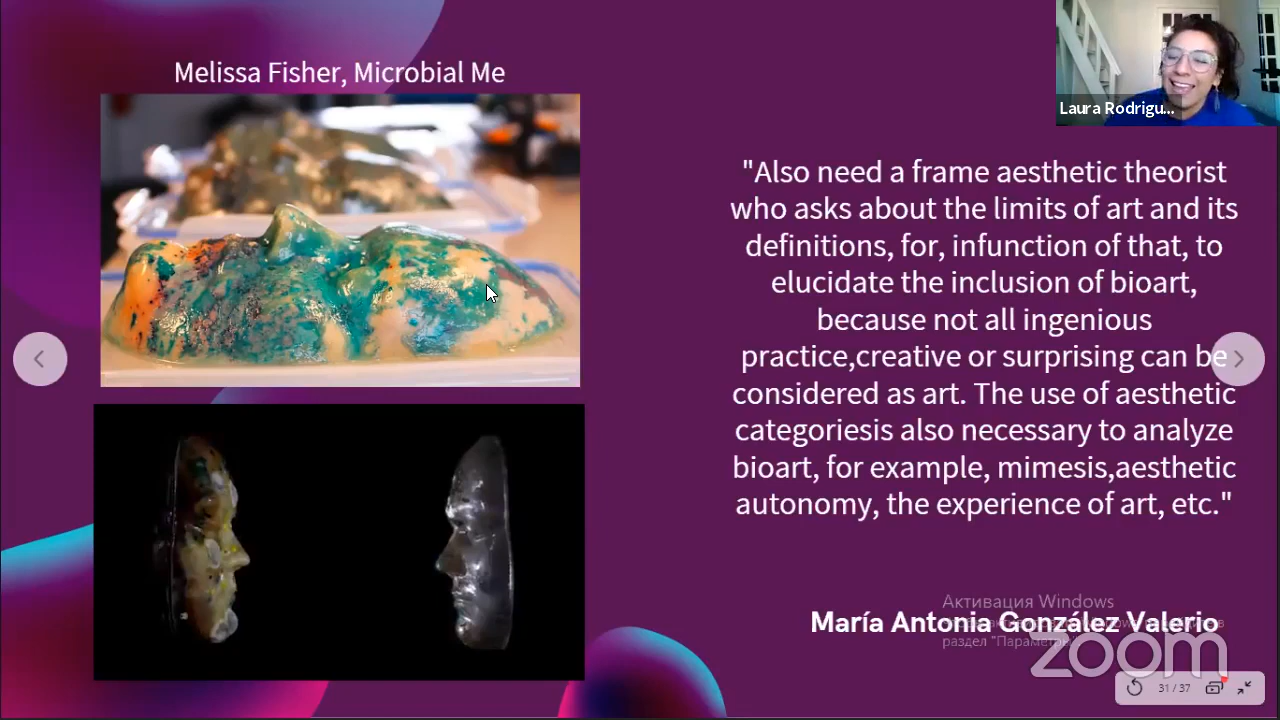 Melissa Fisher, Microbial Me
Laura Rodrigu...
"Also need a frame aesthetic theorist
who asks about the limits of art and its
definitions, for, infunction of that, to
elucidate the inclusion of bioart,
because not all ingenious
practice,creative or surprising can be
considered as art. The use of aesthetic
categoriesis also necessary to analyze
bioart, for example, mimesis,aesthetic
autonomy, the experience of art, etc."
Активация Windows
María Antonia González Valerio
раздел "Параметры"
zoom
31 / 37